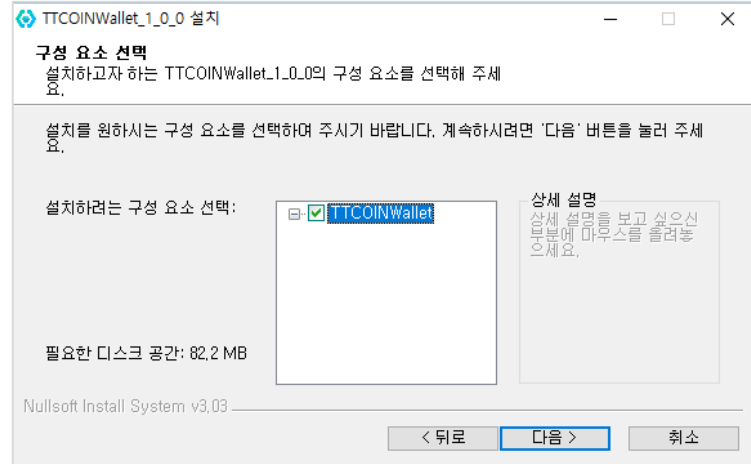 TTCOINWallet_1_0_0 설치
구성 요소 선택
설치하고자 하는 TTCOINWallet_1_0_0의 구성 요소를 선택해 주세
요.
설치를 원하시는 구성 요소를 선택하여 주시기 바랍니다. 계속하시려면 '다음' 버튼을 눌러 주세
요.
설치하려는 구성 요소 선택:
TTCOINWallet
상세 설명
상세 설명을 보고 싶으신
부분에 마우스를 올려놓
으세요.
필요한 디스크 공간: 82.2 MB
Nullsoft Install System v3.03
< 뒤로
다음 >
취소